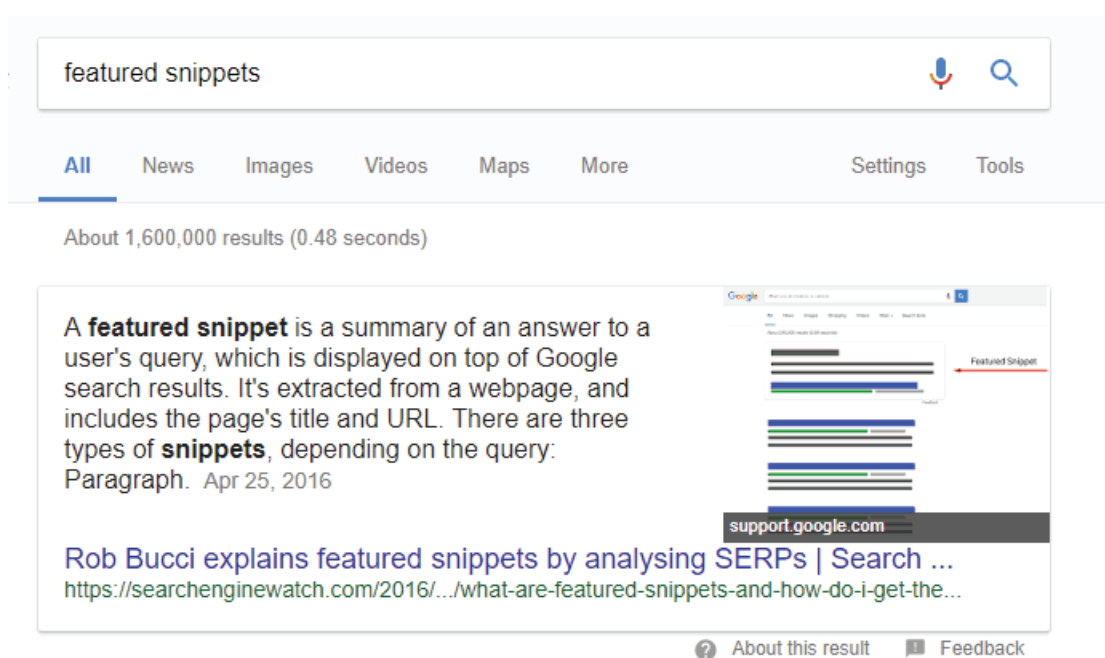 featured snippets
All News Images Videos Maps More Settings Tools
About 1,600,000 results (0.48 seconds)
A featured snippet is a summary of an answer to a
user's query, which is displayed on top of Google
search results. It's extracted from a webpage, and
includes the page's title and URL. There are three
types of snippets, depending on the query:
Paragraph. Apr 25, 2016
Google
Featured Snippet
support.google.com
Rob Bucci explains featured snippets by analysing SERPs | Search ...
https://searchenginewatch.com/2016/.../what-are-featured-snippets-and-how-do-i-get-the...
About this result Feedback